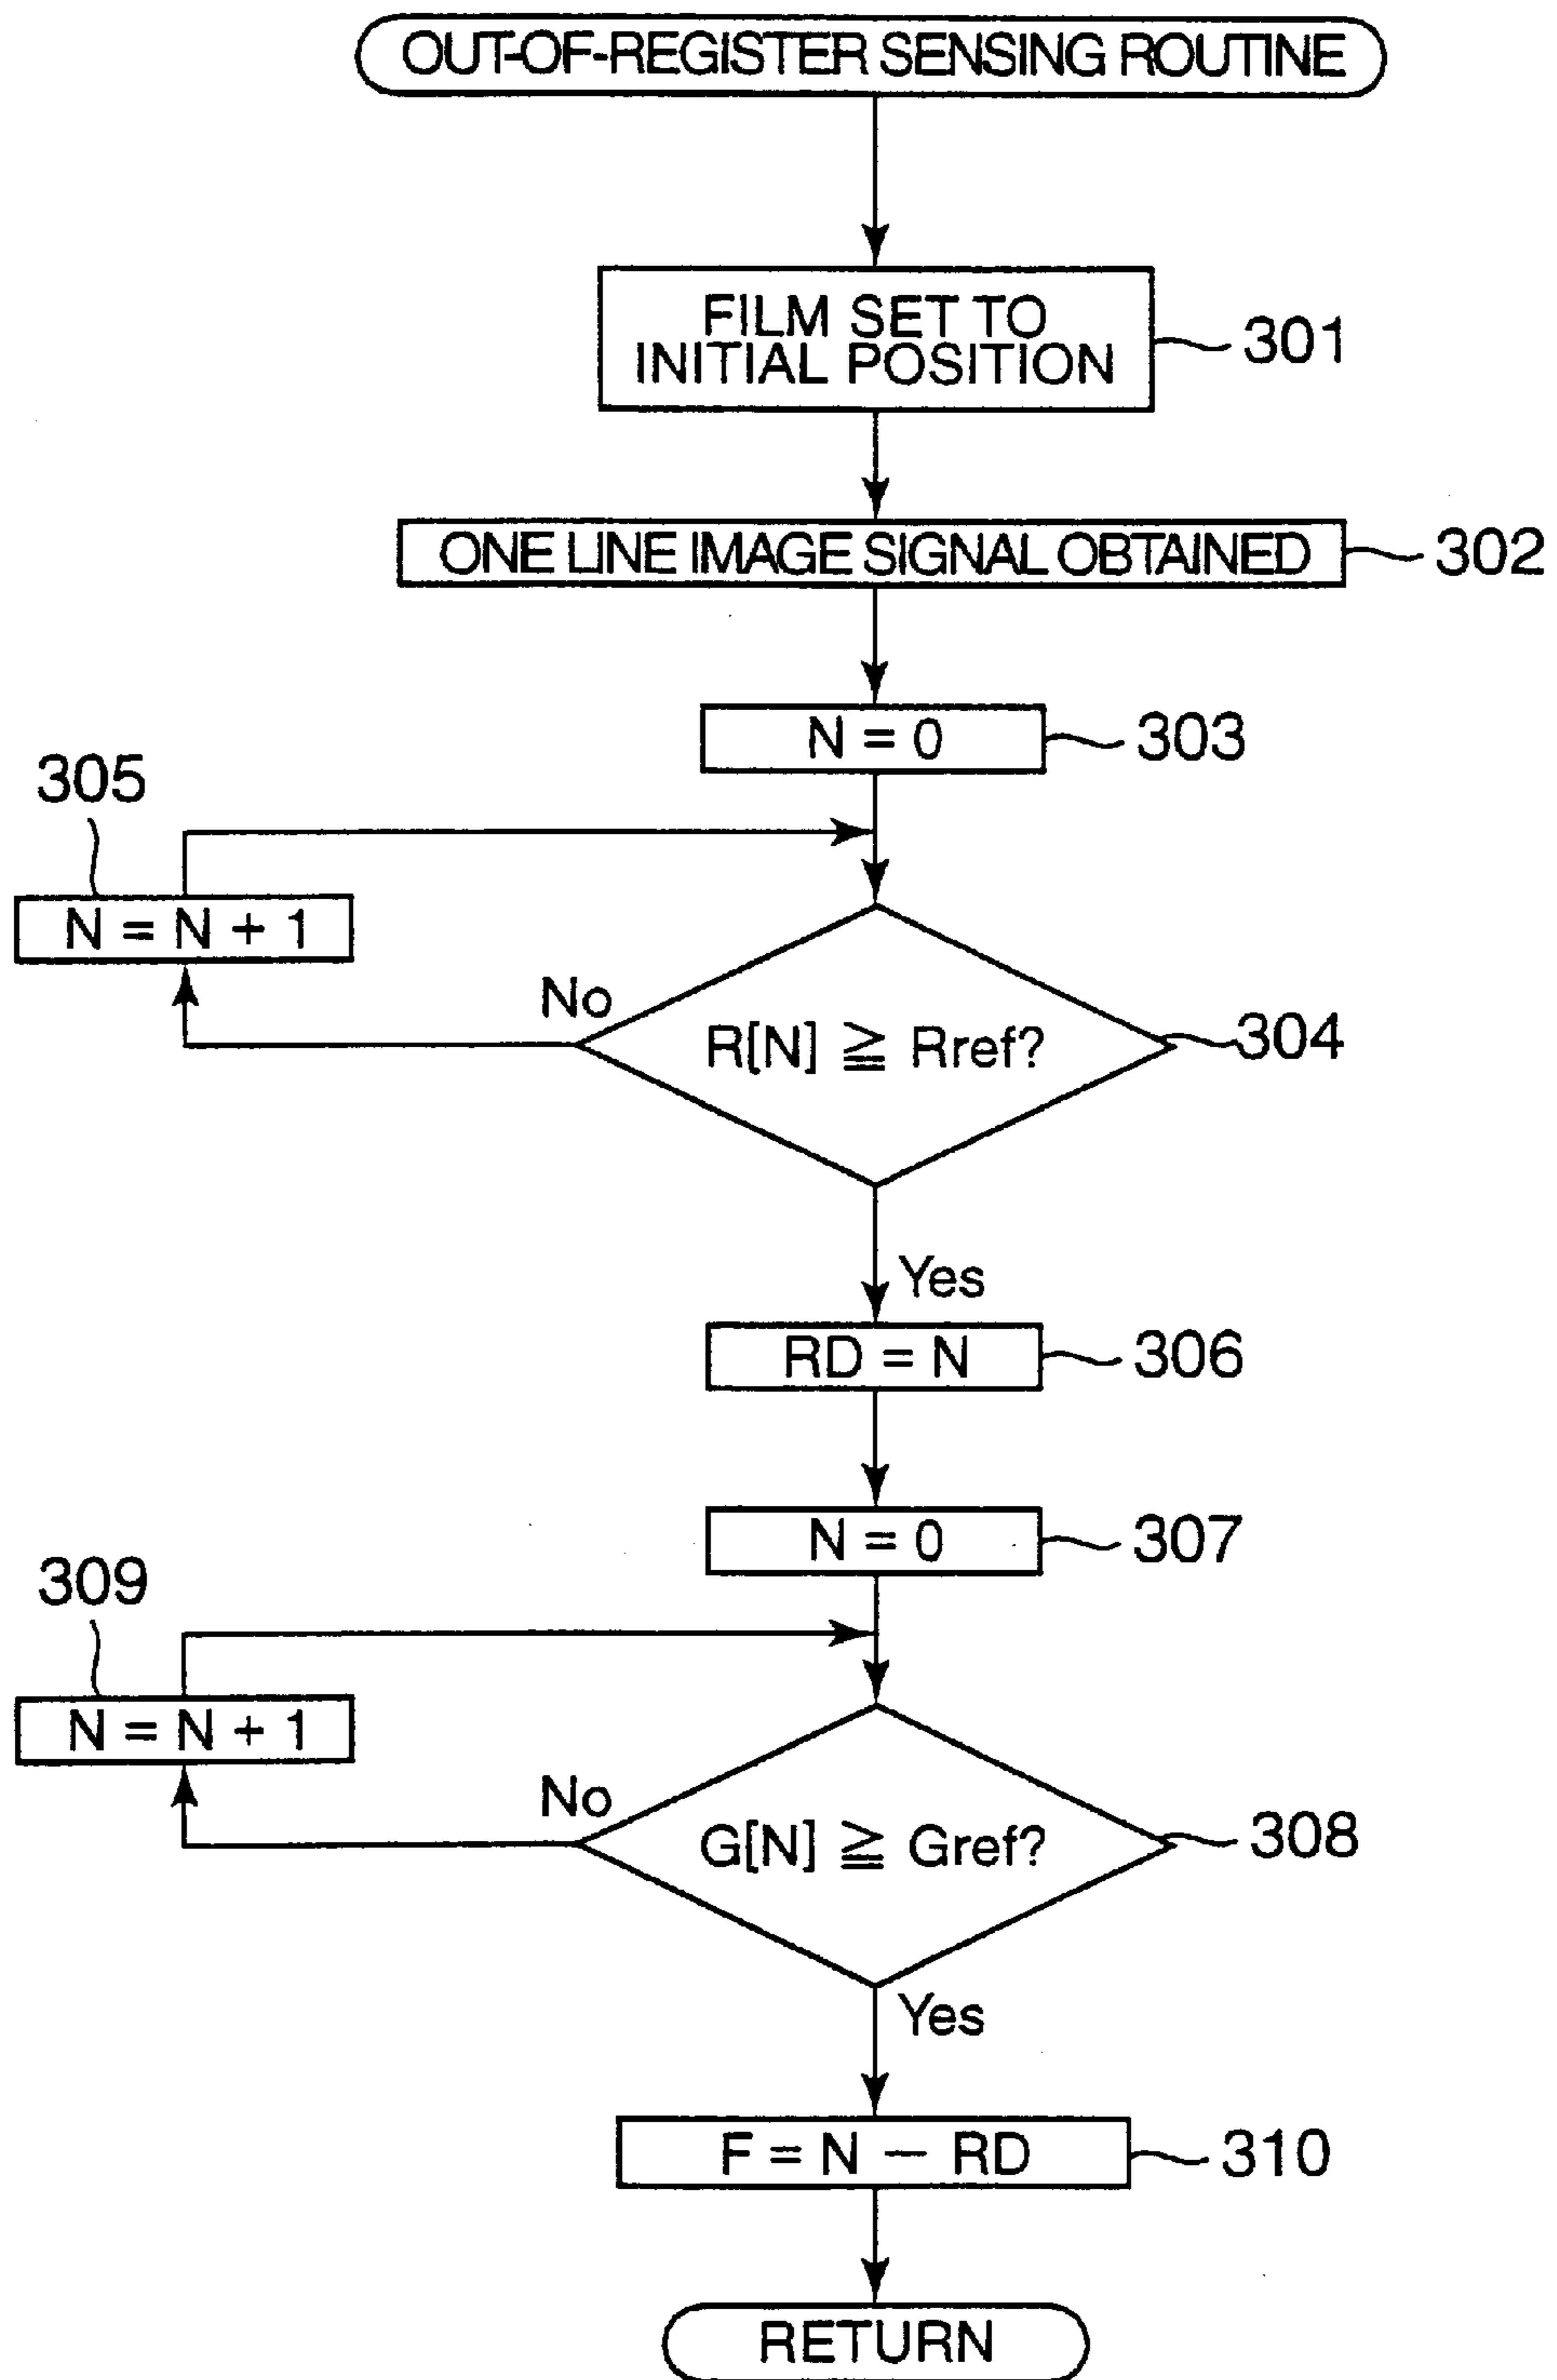 OUT-OF-REGISTER SENSING ROUTINE
FILM SET TO
INITIAL POSITION
301
ONE LINE IMAGE SIGNAL OBTAINED
302
N = 0
303
305
N = N + 1
No
R[N] ≧ Rref?
304
Yes
RD = N
306
N = 0
307
309
N = N + 1
No
G[N] ≧ Gref?
308
Yes
F = N − RD
310
RETURN